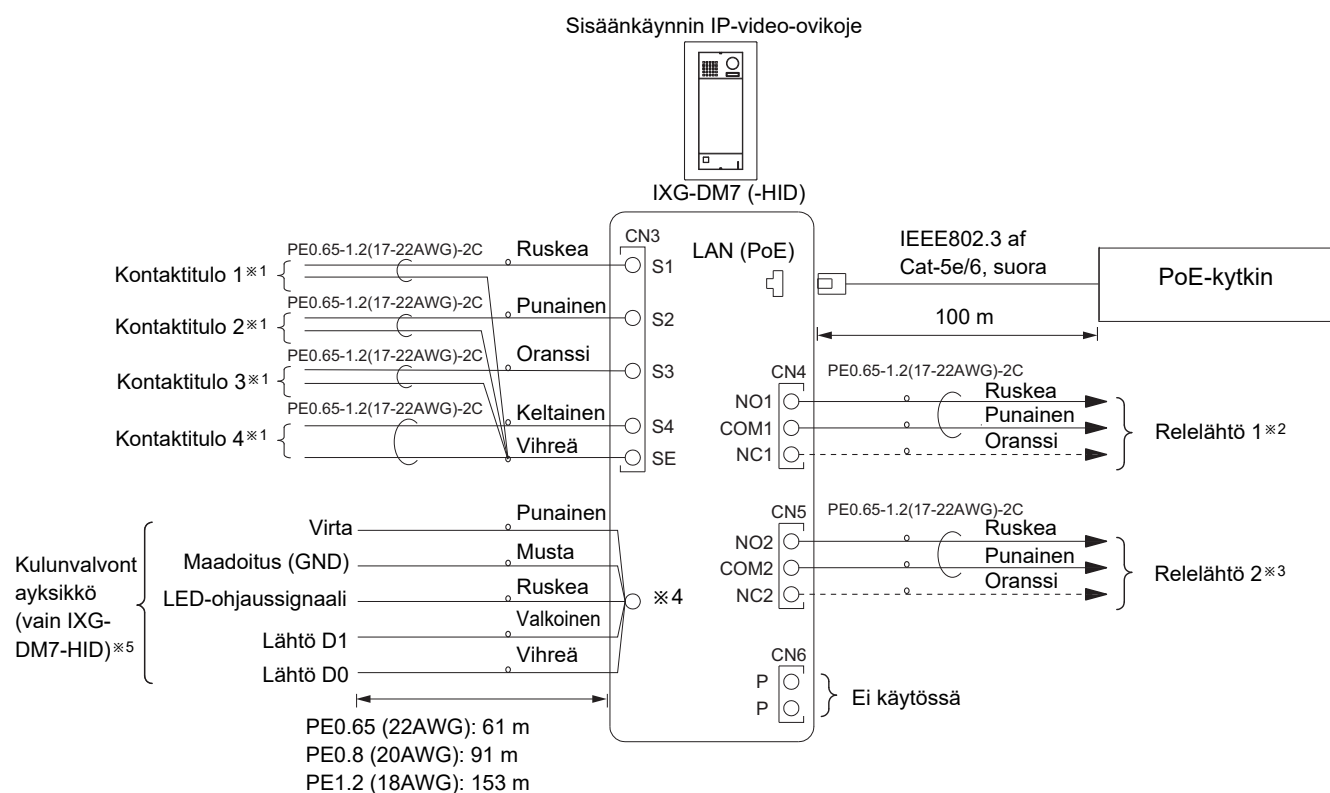 Sisäänkäynnin IP-video-ovikoje
IXG-DM7 (-HID)
CN3
PE0.65-1.2(17-22AWG)-2C
Ruskea
S1
Kontaktitulo 1※1
PE0.65-1.2(17-22AWG)-2C
Punainen
S2
Kontaktitulo 2※1
PE0.65-1.2(17-22AWG)-2C
Oranssi
S3
Kontaktitulo 3※1
PE0.65-1.2(17-22AWG)-2C
Keltainen
S4
Kontaktitulo 4※1
Vihreä
SE
LAN (PoE)
IEEE802.3 af
Cat-5e/6, suora
PoE-kytkin
100 m
CN4
PE0.65-1.2(17-22AWG)-2C
NO1
Ruskea
COM1
Punainen
NC1
Oranssi
Relelähtö 1※2
CN5
PE0.65-1.2(17-22AWG)-2C
NO2
Ruskea
COM2
Punainen
NC2
Oranssi
Relelähtö 2※3
CN6
P
P
Ei käytössä
Kulunvalvont
ayksikkö
(vain IXG-
DM7-HID)※5
Virta
Punainen
Maadoitus (GND)
Musta
LED-ohjaussignaali
Ruskea
※4
Lähtö D1
Valkoinen
Lähtö D0
Vihreä
PE0.65 (22AWG): 61 m
PE0.8 (20AWG): 91 m
PE1.2 (18AWG): 153 m